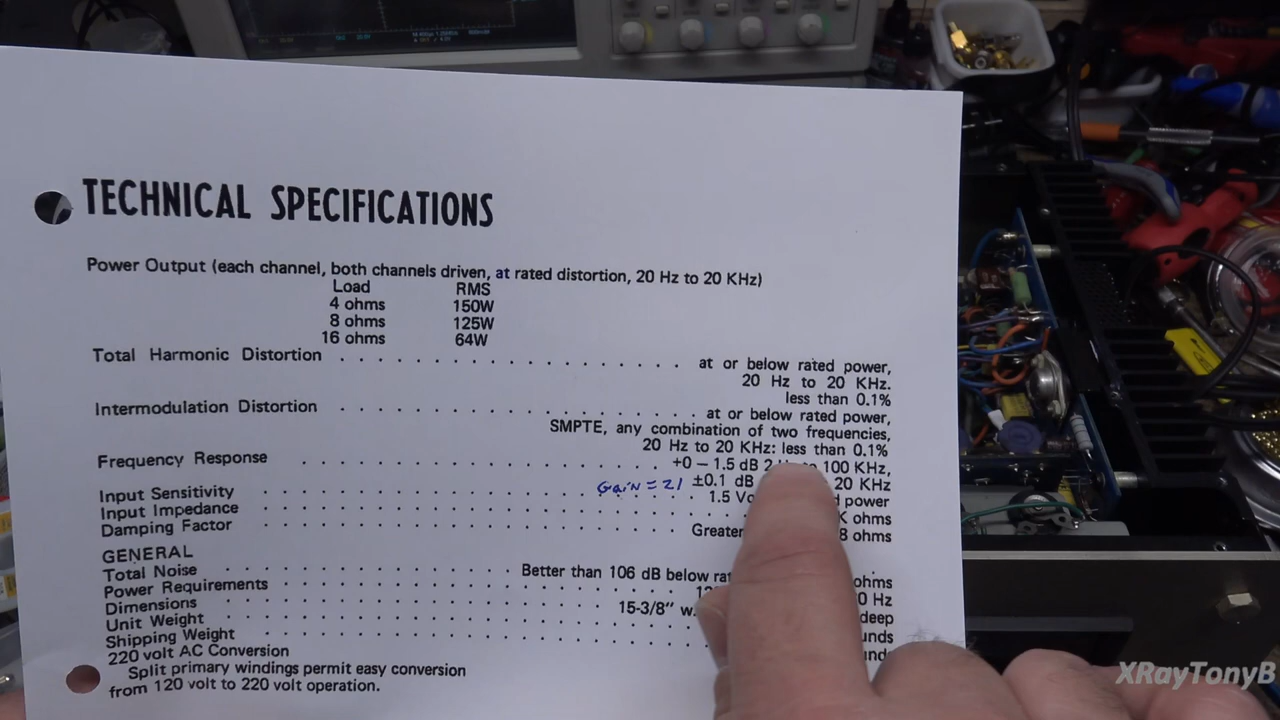 TECHNICAL SPECIFICATIONS
Power Output (each channel, both channels driven, at rated distortion, 20 Hz to 20 KHz)
Load RMS
4 ohms 150W
8 ohms 125W
16 ohms 64W
Total Harmonic Distortion . . . . . . . . . . . . . . . . at or below rated power,
20 Hz to 20 KHz.
less than 0.1%
Intermodulation Distortion . . . . . . . . . . . . . . . . at or below rated power,
SMPTE, any combination of two frequencies,
20 Hz to 20 KHz: less than 0.1%
Frequency Response . . . . . . . . . . . . . . . . +0 – 1.5 dB 100 KHz,
±0.1 dB 20 KHz
Input Sensitivity . . . . . . . . . . . . Gain = 21 . 1.5 power
Input Impedance . . . . . . . . . . . . . . . . ohms
Damping Factor . . . . . . . . . . . . . . . . Greater 8 ohms
GENERAL
Total Noise . . . . . . . . . . . . Better than 106 dB below ohms
Power Requirements . . . . . . . . . . . . . . . . Hz
Dimensions . . . . . . . . . . . . . . . . 15-3/8" w. deep
Unit Weight . . . . . . . . . . . . . . . .
Shipping Weight . . . . . . . . . . . . . . . .
220 volt AC Conversion
Split primary windings permit easy conversion
from 120 volt to 220 volt operation.
XRayTonyB